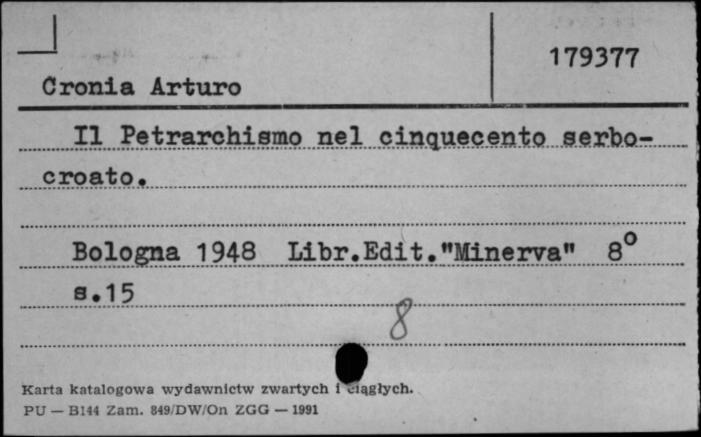 179377
Cronia Arturo
Il Petrarchismo nel cinquecento serbo-
croato.
Bologna 1948 Libr.Edit."Minerva" 8°
s.15
8
Karta katalogowa wydawnictw zwartych i ciągłych.
PU — B144 Zam. 849/DW/On ZGG — 1991